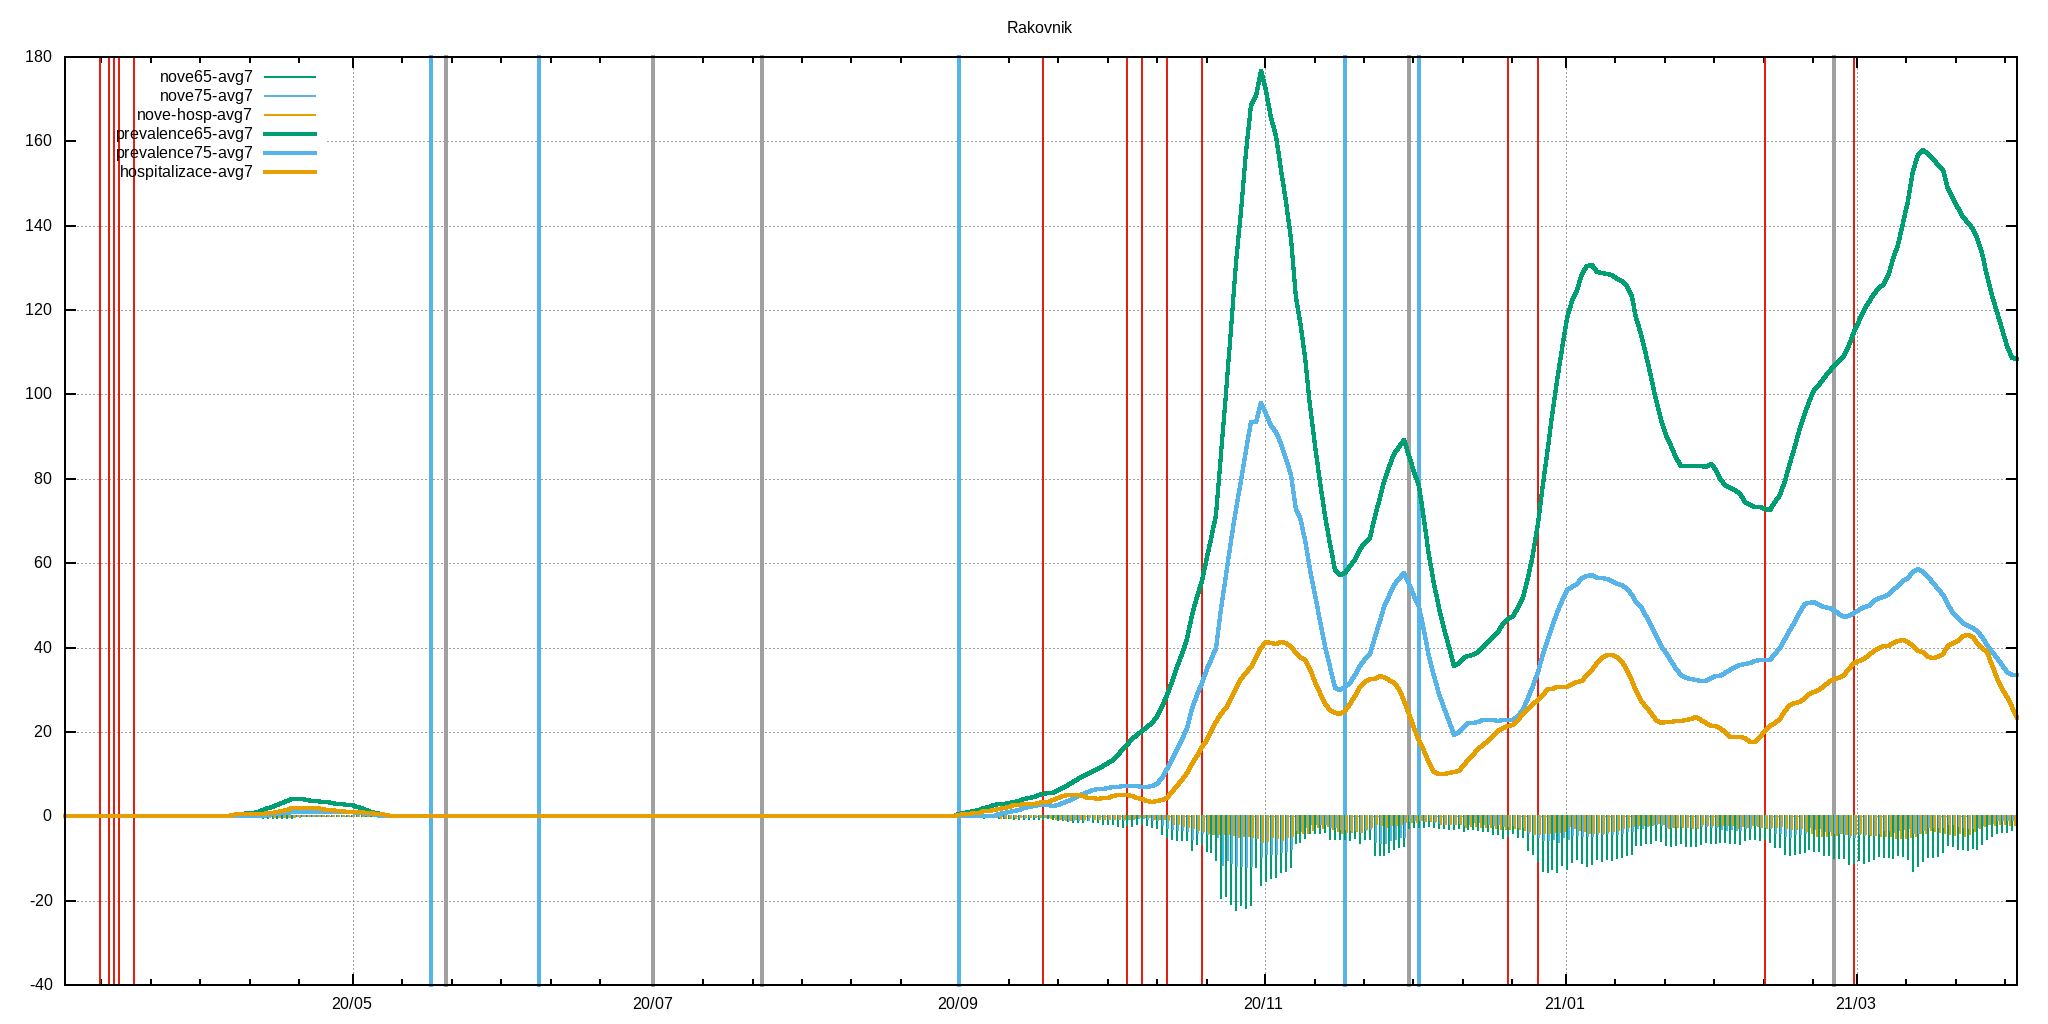 Rakovnik
180
160
140
120
100
80
60
40
20
0
-20
-40
nove65-avg7
nove75-avg7
nove-hosp-avg7
prevalence65-avg7
prevalence75-avg7
hospitalizace-avg7
20/05
20/07
20/09
20/11
21/01
21/03